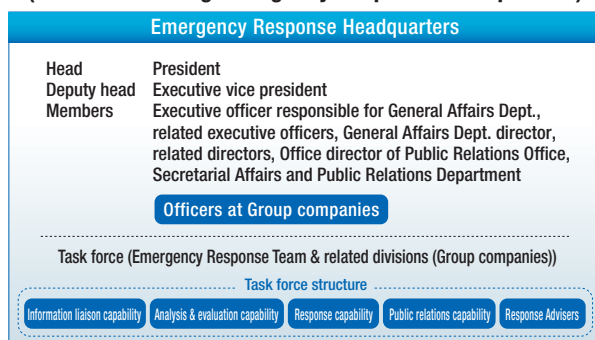 Emergency Response Headquarters
Head President
Deputy head Executive vice president
Members Executive officer responsible for General Affairs Dept.,
related executive officers, General Affairs Dept. director,
related directors, Office director of Public Relations Office,
Secretarial Affairs and Public Relations Department
Officers at Group companies
Task force (Emergency Response Team & related divisions (Group companies))
Task force structure
Information liaison capability Analysis & evaluation capability Response capability Public relations capability Response Advisers